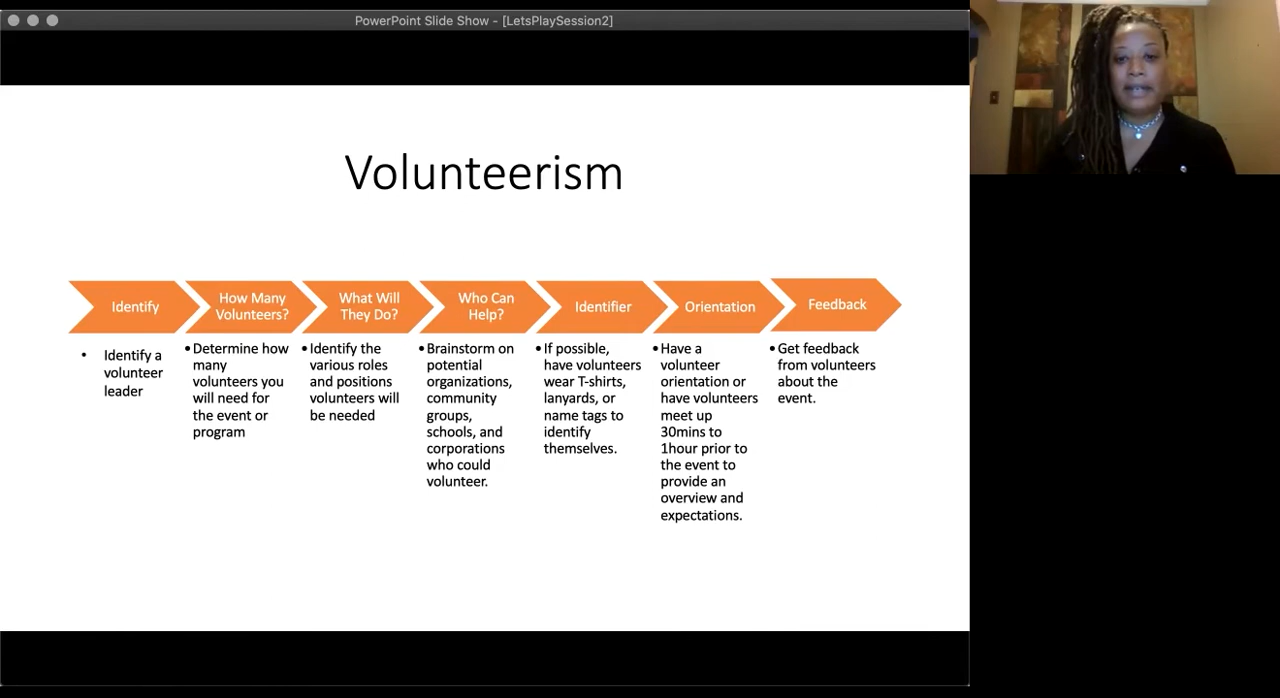 PowerPoint Slide Show - [LetsPlaySession2]
Volunteerism
Identify
How Many
Volunteers?
What Will
They Do?
Who Can
Help?
Identifier
Orientation
Feedback
• Identify a
volunteer
leader
• Determine how
many
volunteers you
will need for
the event or
program
• Identify the
various roles
and positions
volunteers will
be needed
• Brainstorm on
potential
organizations,
community
groups,
schools, and
corporations
who could
volunteer.
• If possible,
have volunteers
wear T-shirts,
lanyards, or
name tags to
identify
themselves.
• Have a
volunteer
orientation or
have volunteers
meet up
30mins to
1hour prior to
the event to
provide an
overview and
expectations.
• Get feedback
from volunteers
about the
event.